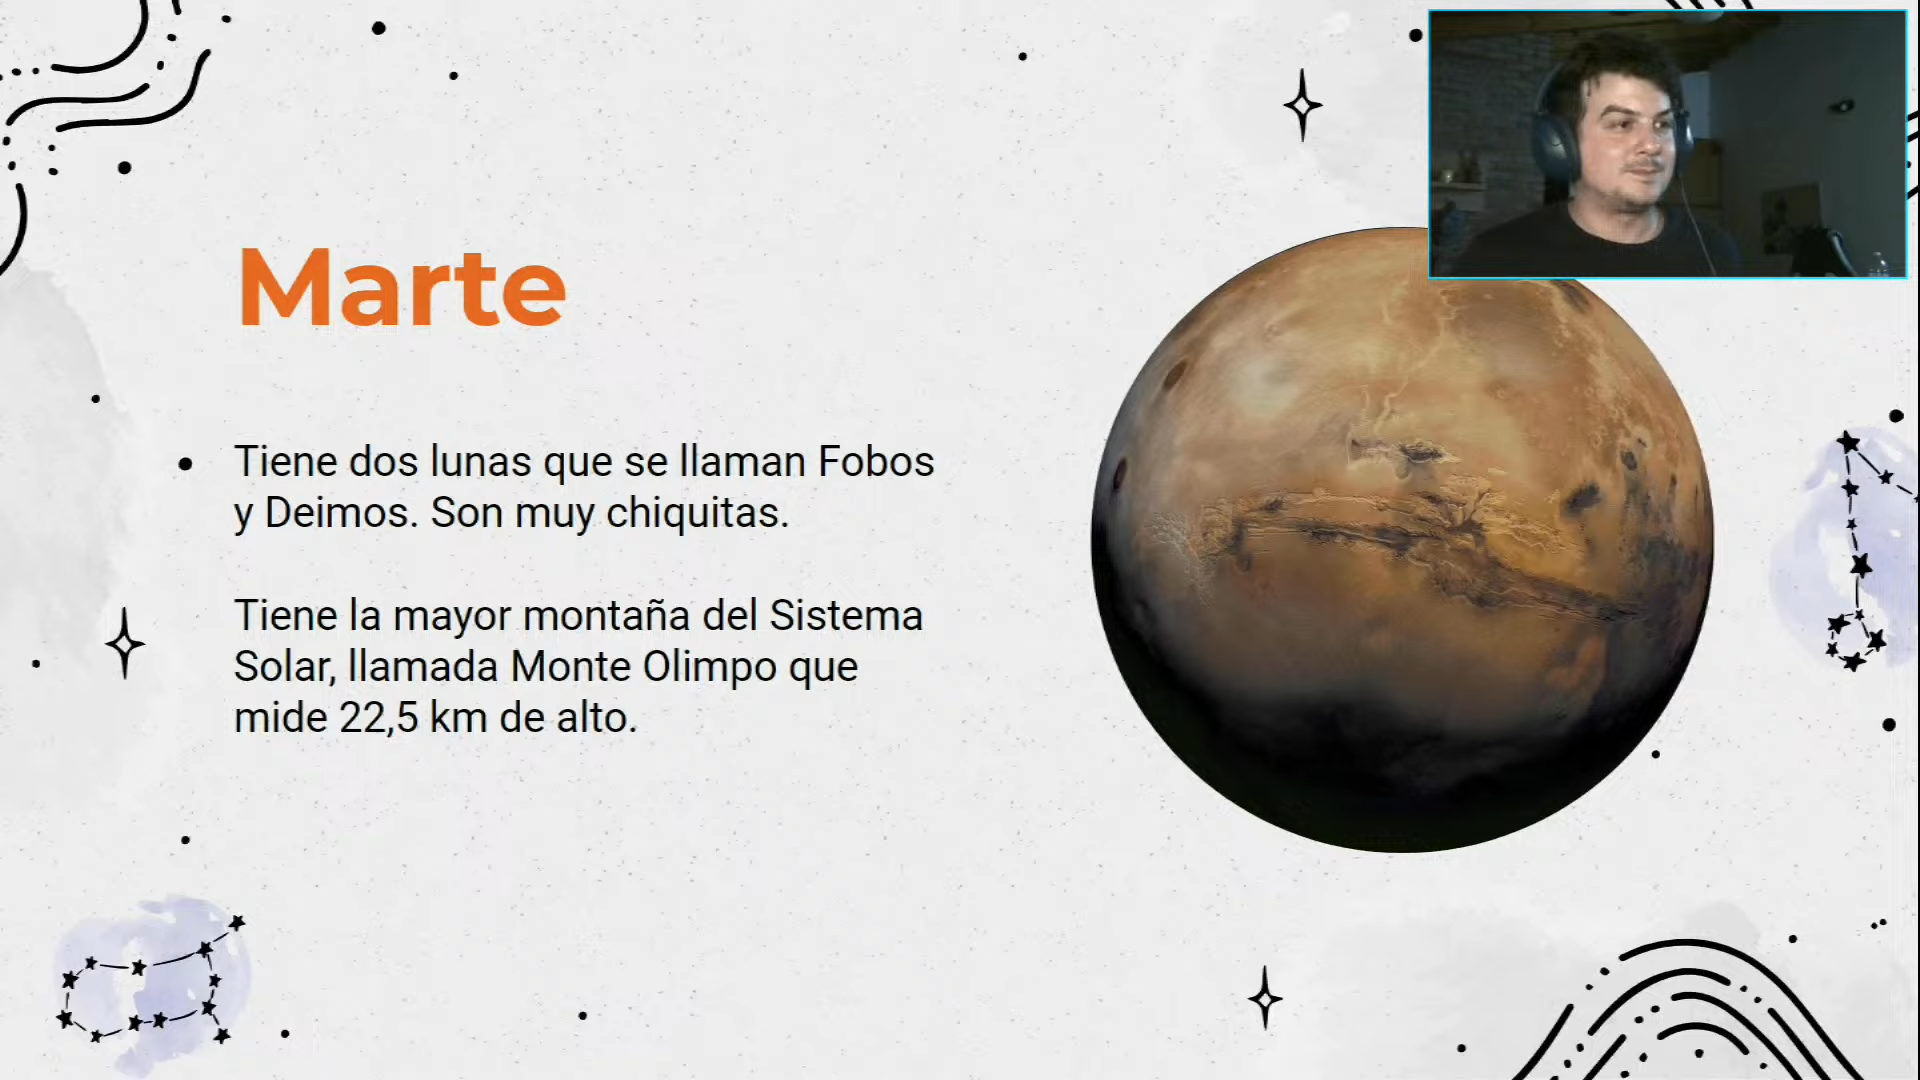 Marte
Tiene dos lunas que se llaman Fobos
y Deimos. Son muy chiquitas.
Tiene la mayor montaña del Sistema
Solar, llamada Monte Olimpo que
mide 22,5 km de alto.